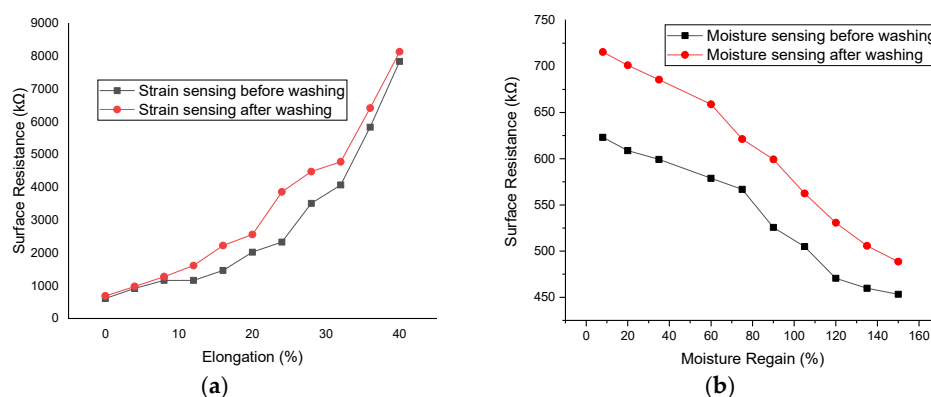 9000
8000
7000
6000
5000
4000
3000
2000
1000
0
Surface Resistance (kΩ)
Strain sensing before washing
Strain sensing after washing
0 10 20 30 40
Elongation (%)
(a)
750
700
650
600
550
500
450
Surface Resistance (kΩ)
Moisture sensing before washing
Moisture sensing after washing
0 20 40 60 80 100 120 140 160
Moisture Regain (%)
(b)